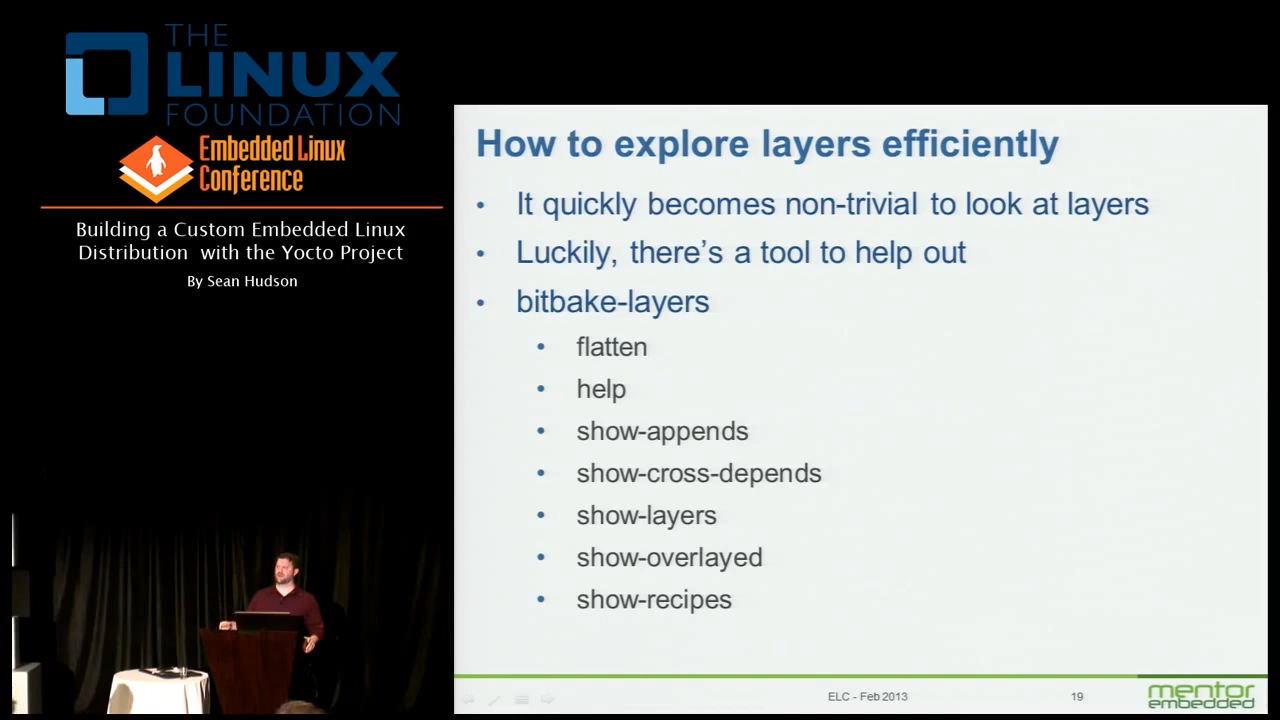 THE
LINUX
FOUNDATION
Embedded Linux
Conference
Building a Custom Embedded Linux
Distribution with the Yocto Project
By Sean Hudson
How to explore layers efficiently
• It quickly becomes non-trivial to look at layers
• Luckily, there's a tool to help out
• bitbake-layers
• flatten
• help
• show-appends
• show-cross-depends
• show-layers
• show-overlayed
• show-recipes
ELC - Feb 2013
19
mentor
embedded